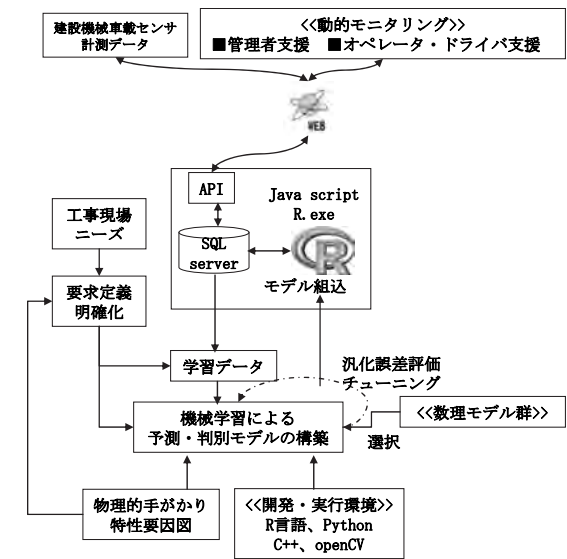 建設機械車載センサ
計測データ
<<動的モニタリング>>
■管理者支援　■オペレータ・ドライバ支援
WEB
API
Java script
R.exe
SQL
server
R
モデル組込
工事現場
ニーズ
要求定義
明確化
学習データ
汎化誤差評価
チューニング
機械学習による
予測・判別モデルの構築
<<数理モデル群>>
選択
物理的手がかり
特性要因図
<<開発・実行環境>>
R言語、Python
C++、openCV